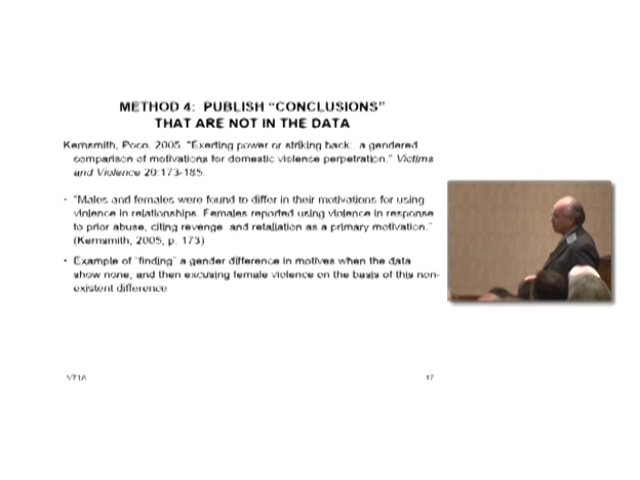 METHOD 4: PUBLISH “CONCLUSIONS”
THAT ARE NOT IN THE DATA
Kernsmith, Poco. 2005. "Exerting power or striking back: a gendered
comparison of motivations for domestic violence perpetration." Victims
and Violence 20:173-185.
• "Males and females were found to differ in their motivations for using
violence in relationships. Females reported using violence in response
to prior abuse, citing revenge and retaliation as a primary motivation."
(Kernsmith, 2005, p. 173)
• Example of "finding" a gender difference in motives when the data
show none, and then excusing female violence on the basis of this non-
existent difference
V71A
17